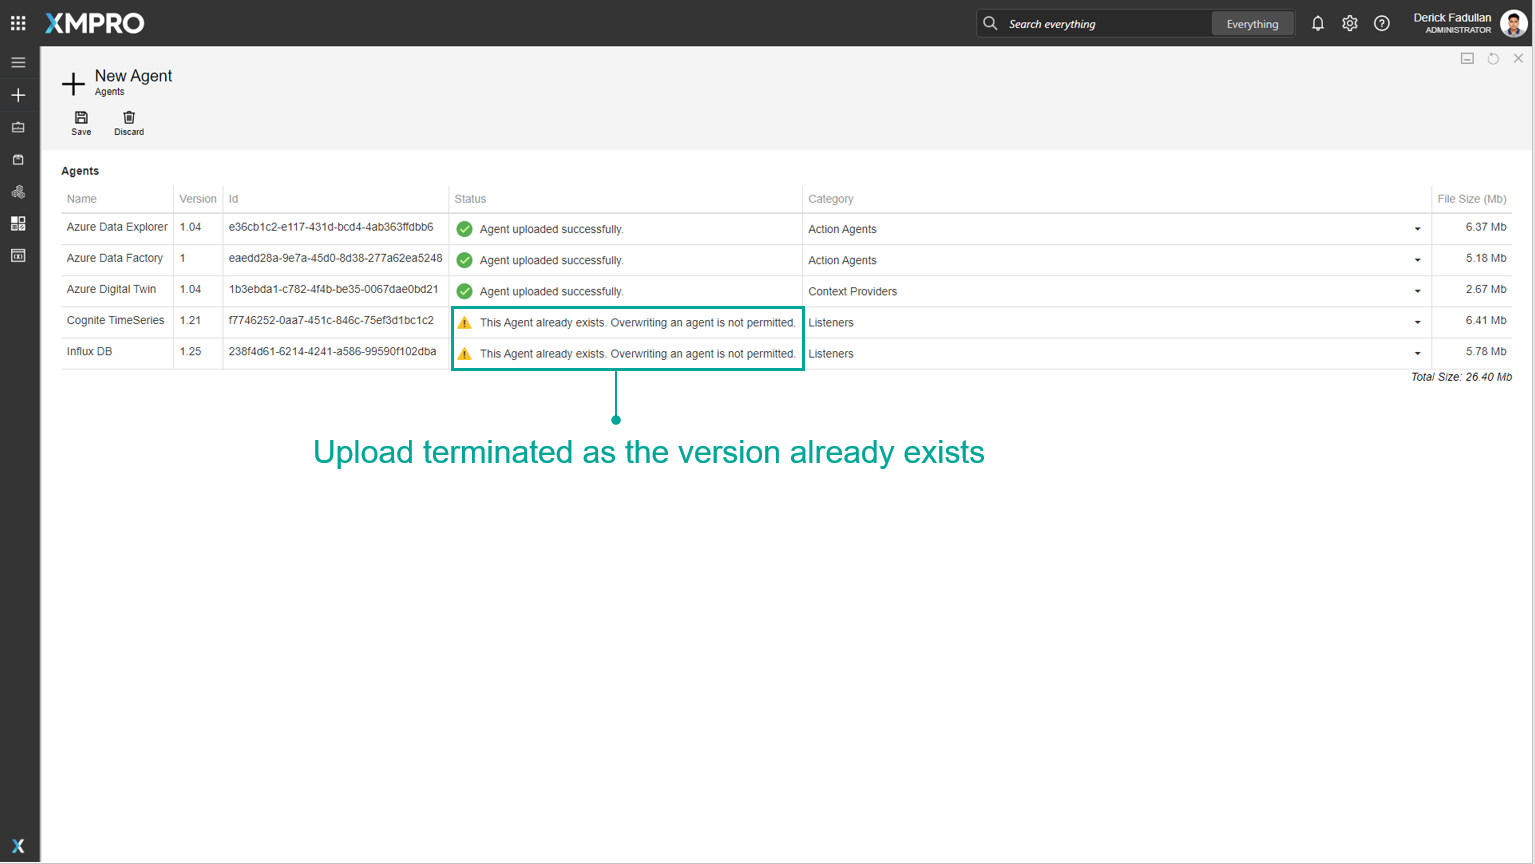 XMPRO
Search everything
Everything
Derick Fadullan
ADMINISTRATOR
New Agent
Agents
Save Discard
Agents
Name Version Id Status Category File Size (Mb)
Azure Data Explorer 1.04 e36cb1c2-e117-431d-bcd4-4ab363ffdbb6 Agent uploaded successfully. Action Agents 6.37 Mb
Azure Data Factory 1 eaedd28a-9e7a-45d0-8d38-277a62ea5248 Agent uploaded successfully. Action Agents 5.18 Mb
Azure Digital Twin 1.04 1b3ebda1-c782-4f4b-be35-0067dae0bd21 Agent uploaded successfully. Context Providers 2.67 Mb
Cognite TimeSeries 1.21 f7746252-0aa7-451c-846c-75ef3d1bc1c2 This Agent already exists. Overwriting an agent is not permitted. Listeners 6.41 Mb
Influx DB 1.25 238f4d61-6214-4241-a586-99590f102dba This Agent already exists. Overwriting an agent is not permitted. Listeners 5.78 Mb
Total Size: 26.40 Mb
Upload terminated as the version already exists
X